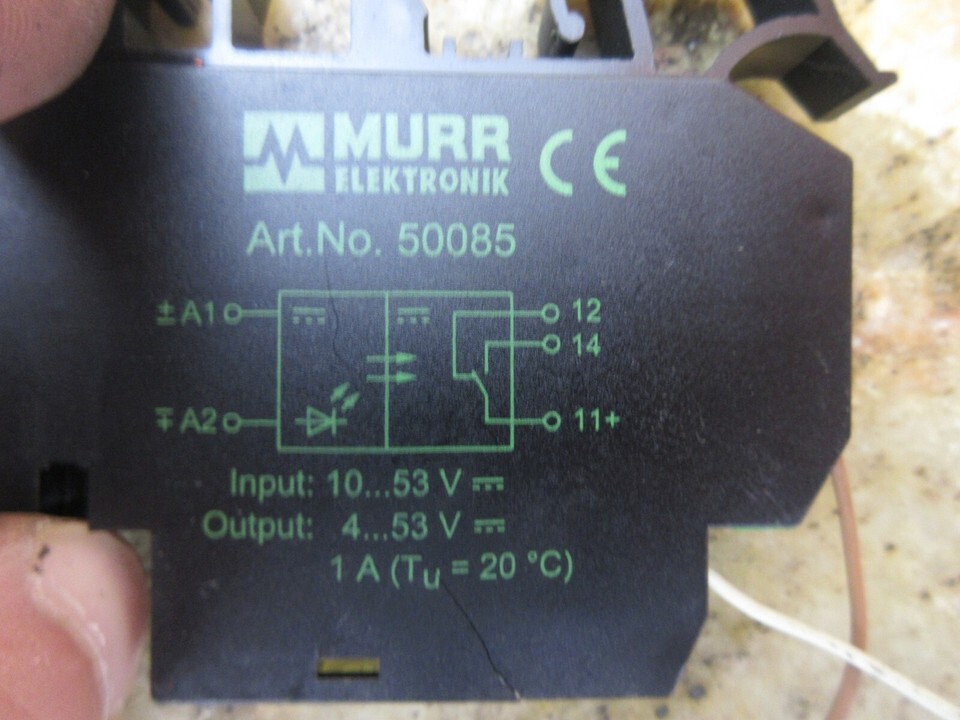 MURR
ELEKTRONIK
CE
Art.No. 50085
± A1
12
14
∓ A2
11+
Input: 10...53 V ⎓
Output: 4...53 V ⎓
1 A (Tu = 20 °C)